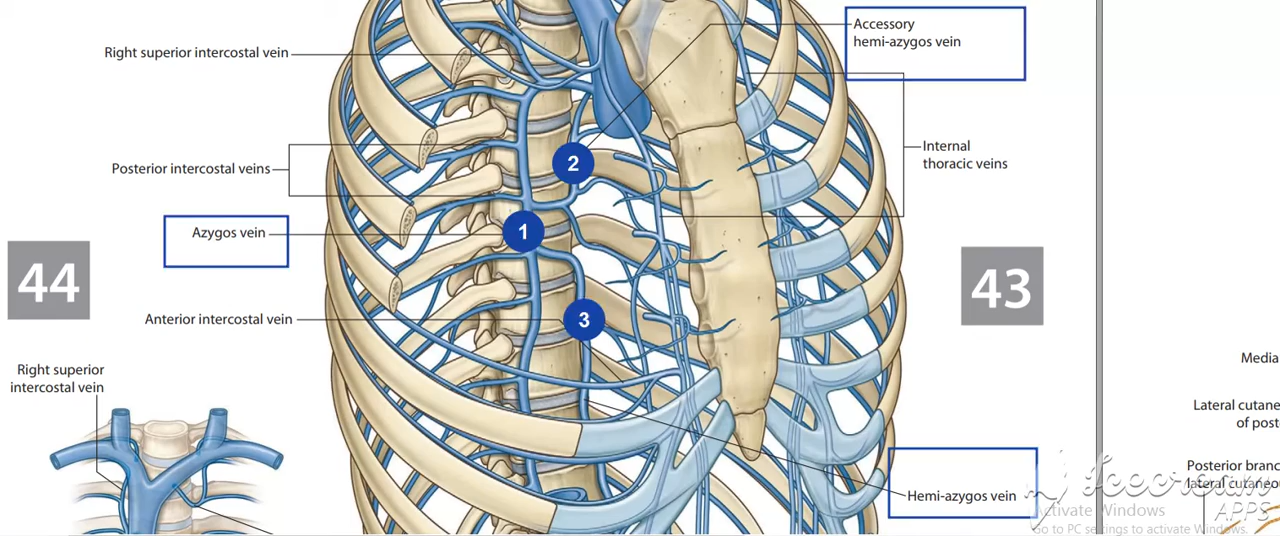 Accessory
hemi-azygos vein
Right superior intercostal vein
Internal
thoracic veins
2
Posterior intercostal veins
Azygos vein
1
44
43
Anterior intercostal vein
3
Right superior
intercostal vein
Media
Lateral cutane
of post
Posterior branc
lateral cutaneo
Hemi-azygos vein
Icecream
APPS
Activate Windows
Go to PC settings to activate Windows.